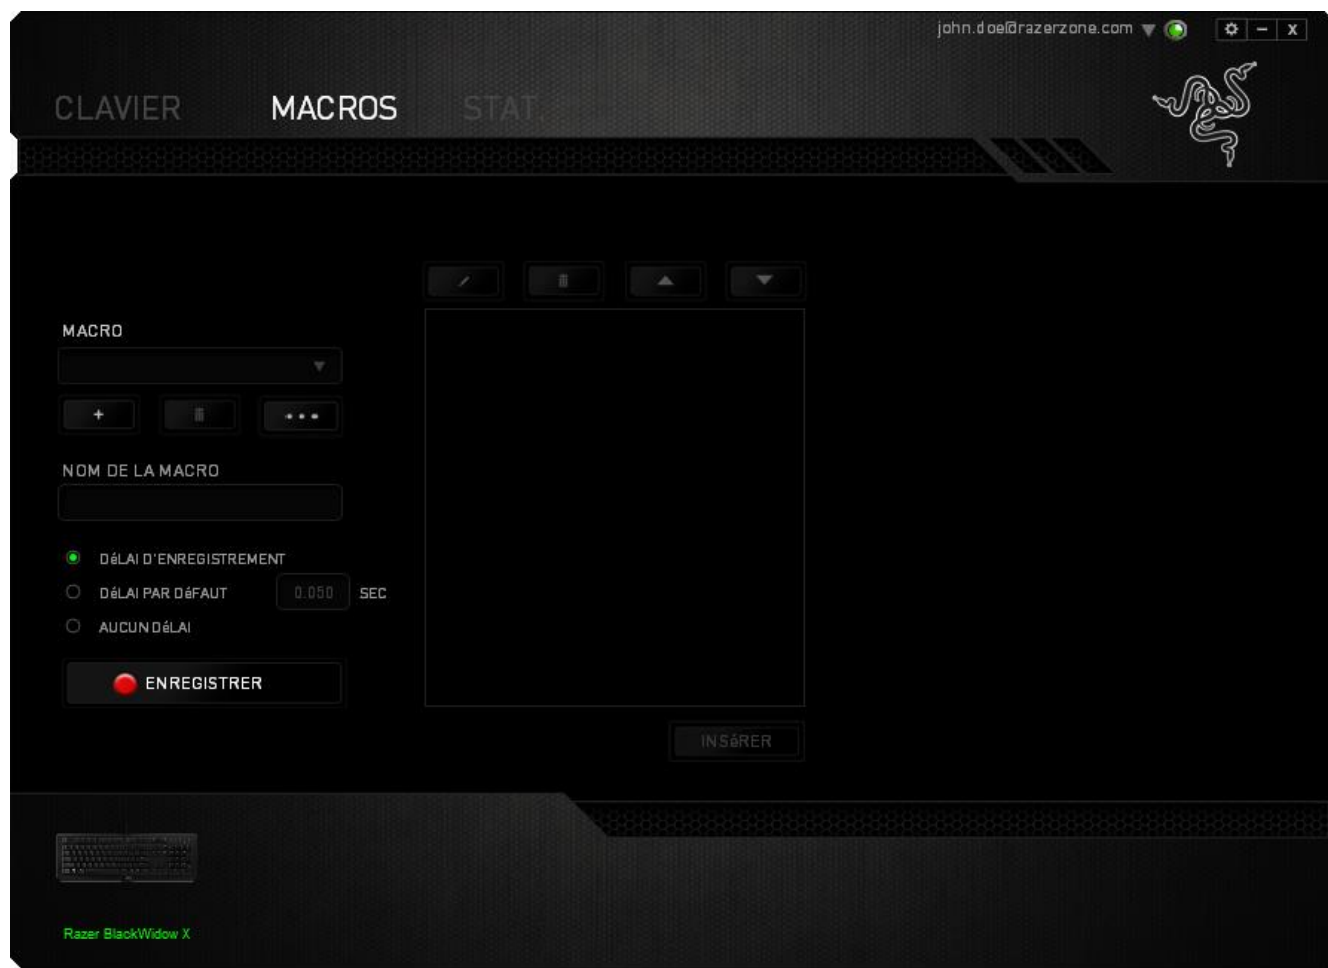 john.doe@razerzone.com
x
CLAVIER MACROS STAT
MACRO
+
NOM DE LA MACRO
DéLAI D'ENREGISTREMENT
DéLAI PAR DéFAUT 0.050 SEC
AUCUN DéLAI
ENREGISTRER
INSéRER
Razer BlackWidow X